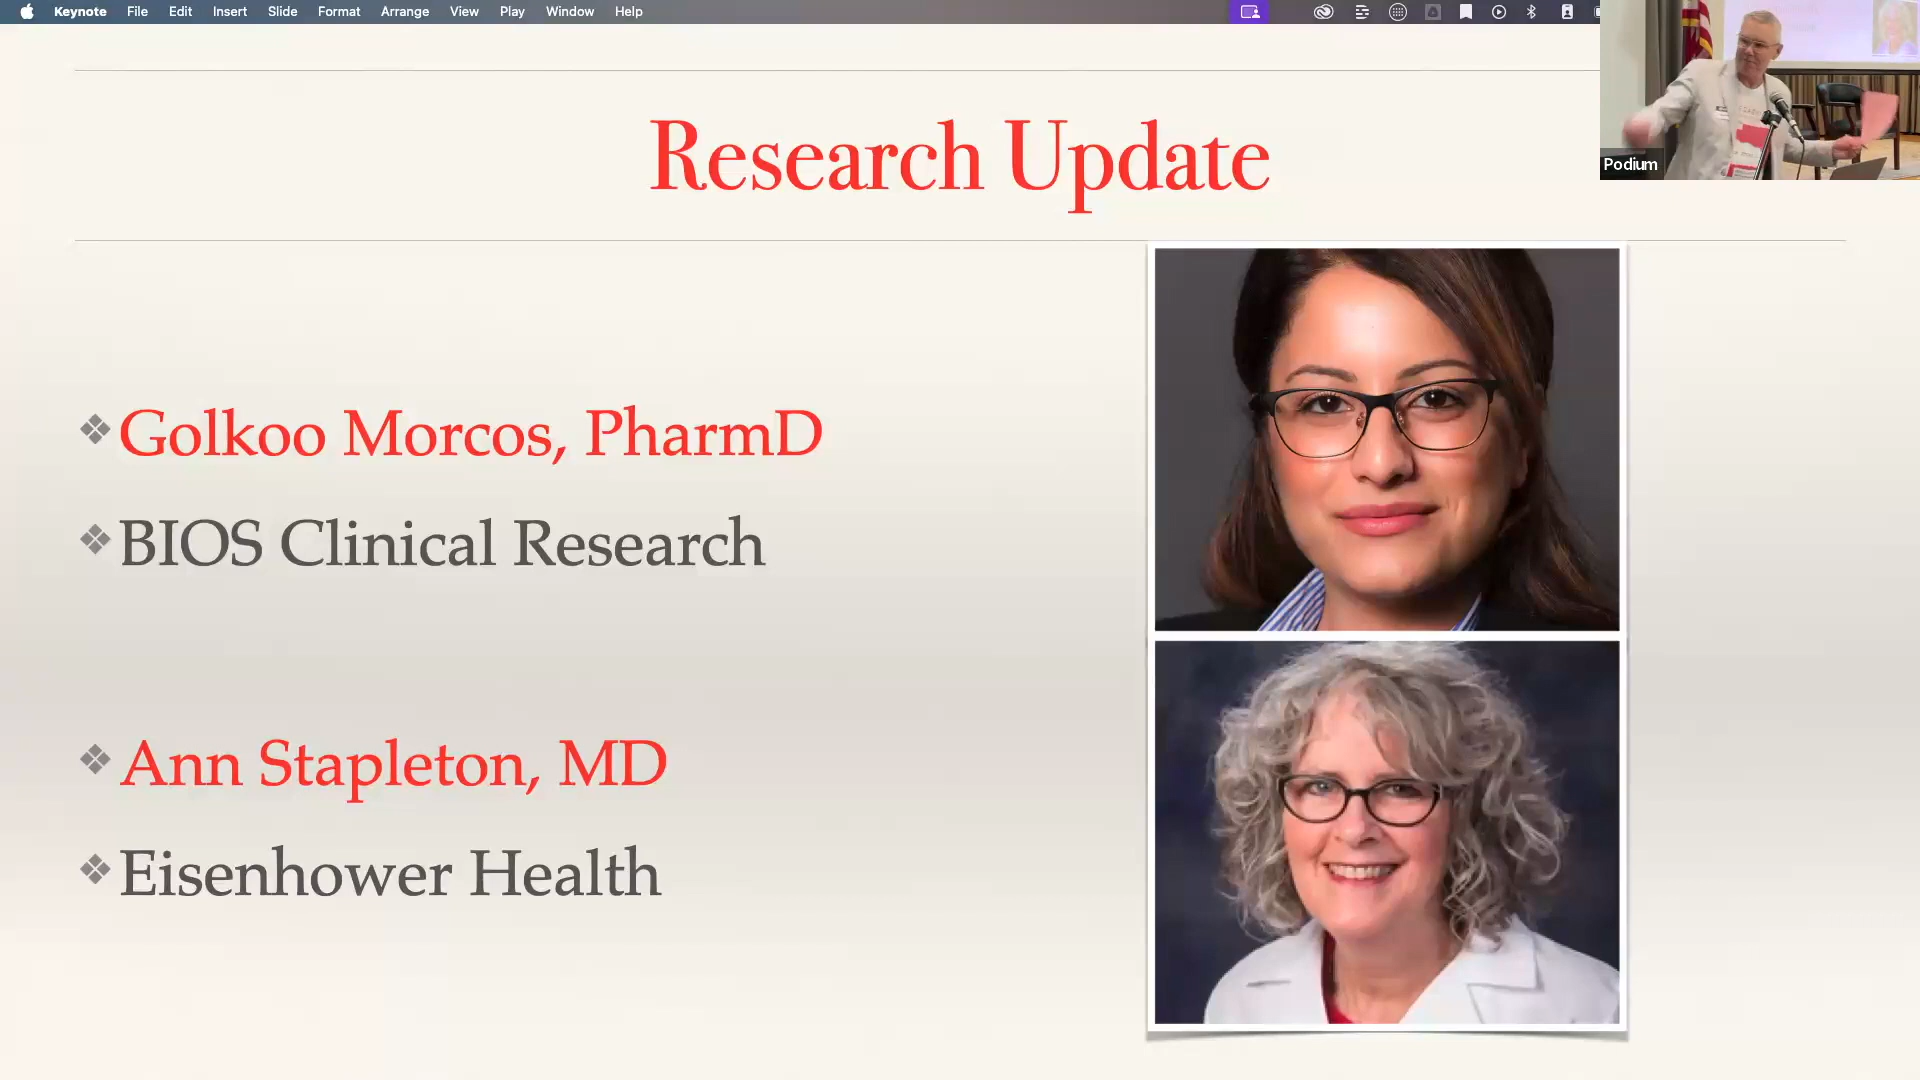 Keynote File Edit Insert Slide Format Arrange View Play Window Help
Podium
Research Update
Golkoo Morcos, PharmD
BIOS Clinical Research
Ann Stapleton, MD
Eisenhower Health